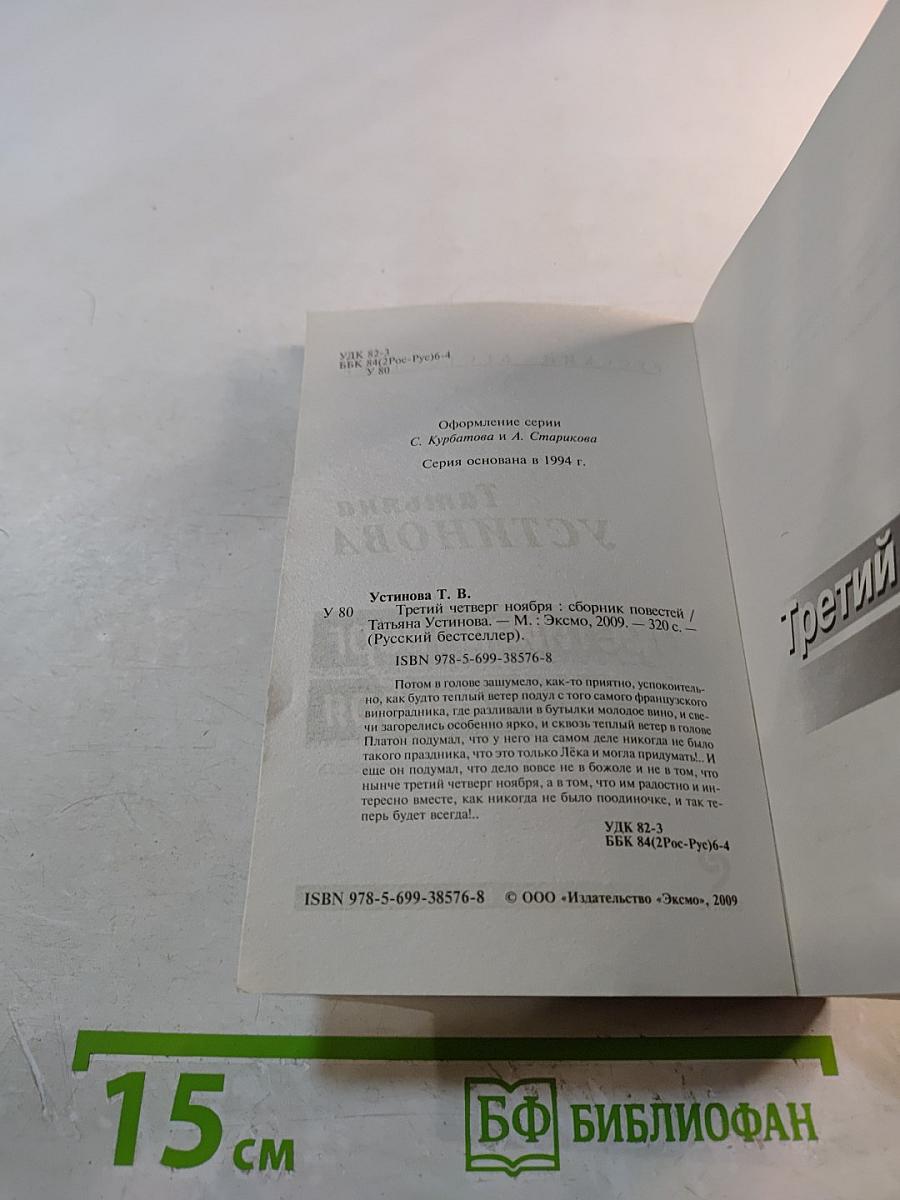 УДК 82-3
ББК 84(2Рос-Рус)6-4
У 80
Оформление серии
С. Курбатова и А. Старикова
Серия основана в 1994 г.
Татьяна
УСТИНОВА
Устинова Т. В.
У 80 Третий четверг ноября : сборник повестей /
Татьяна Устинова. — М. : Эксмо, 2009. — 320 с. —
(Русский бестселлер).
ISBN 978-5-699-38576-8
Потом в голове зашумело, как-то приятно, успокоитель-
но, как будто теплый ветер подул с того самого французского
виноградника, где разливали в бутылки молодое вино, и све-
чи загорелись особенно ярко, и сквозь теплый ветер в голове
Платон подумал, что у него на самом деле никогда не было
такого праздника, что это только Лёка и могла придумать!.. И
еще он подумал, что дело вовсе не в божоле и не в том, что
нынче третий четверг ноября, а в том, что им радостно и ин-
тересно вместе, как никогда не было поодиночке, и так те-
перь будет всегда!..
УДК 82-3
ББК 84(2Рос-Рус)6-4
ISBN 978-5-699-38576-8 © ООО «Издательство «Эксмо», 2009
Третий
15 см
БФ БИБЛИОФАН